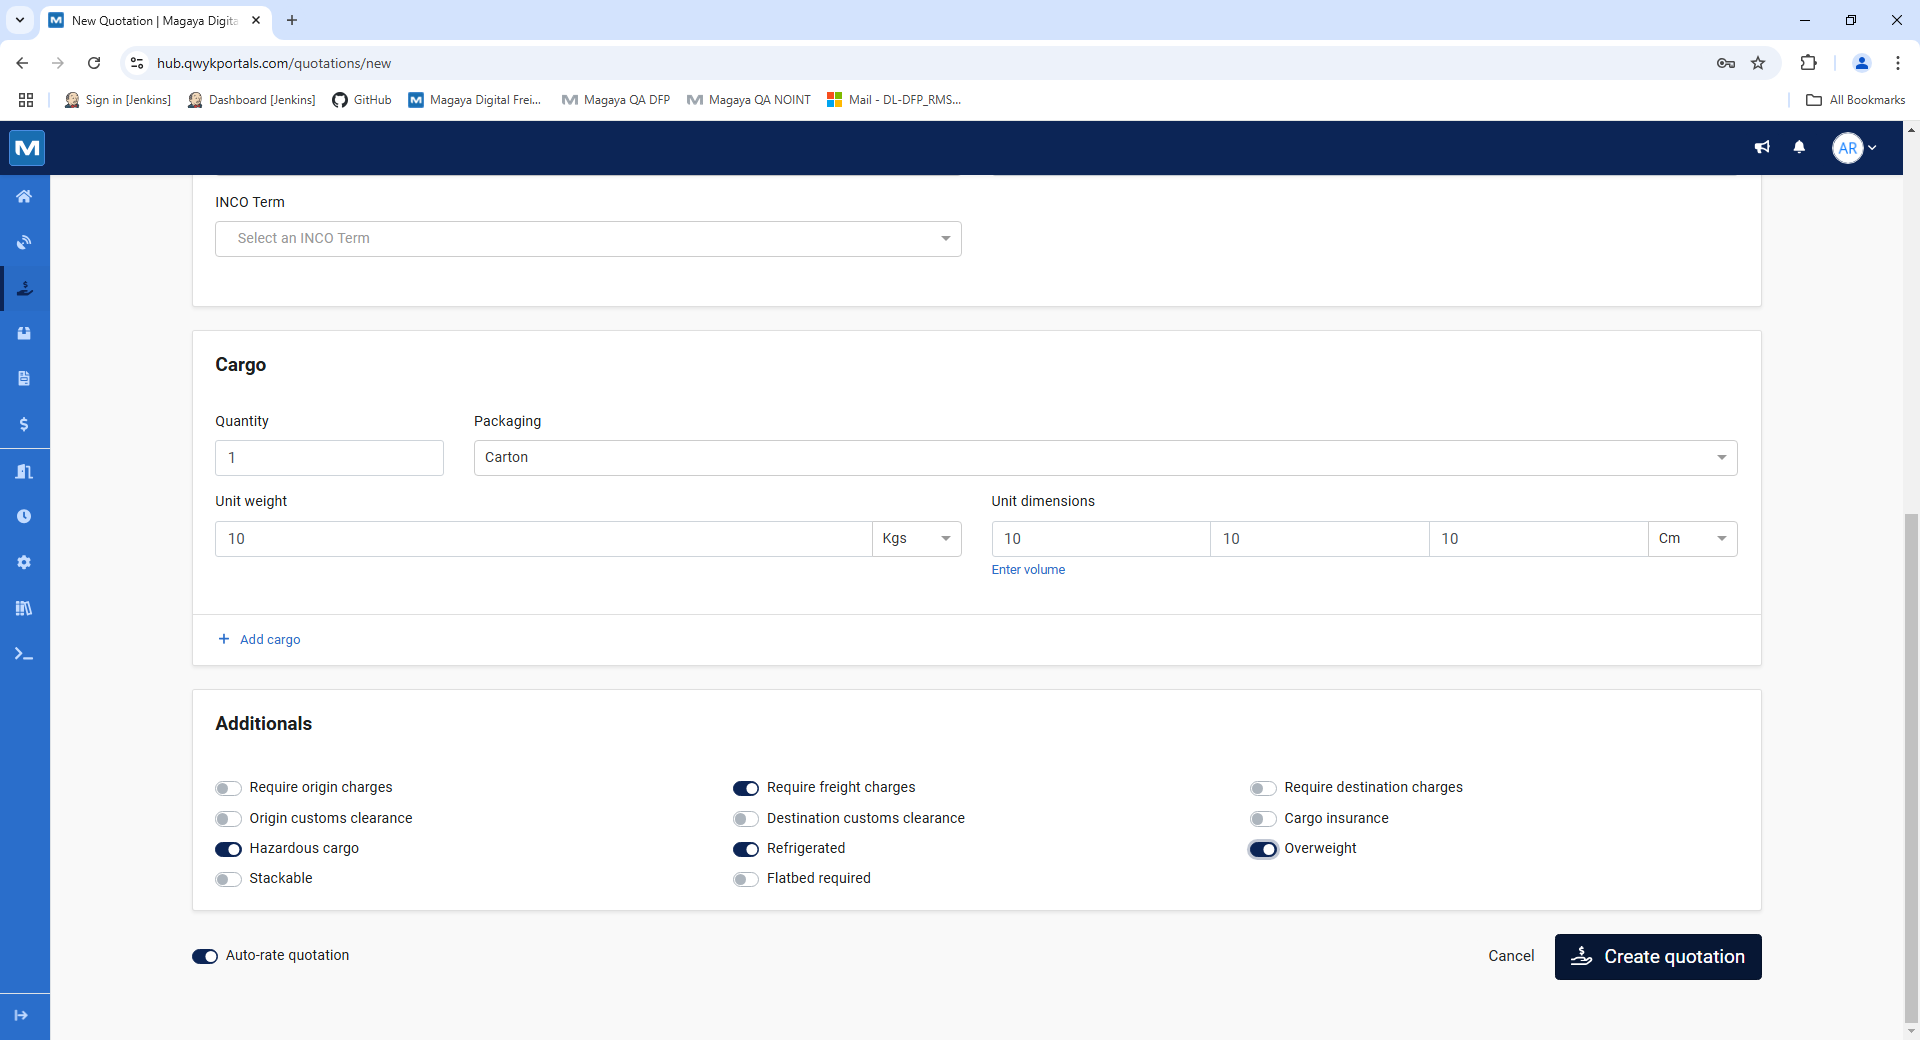 New Quotation | Magaya Digita
hub.qwykportals.com/quotations/new
Sign in [Jenkins]
Dashboard [Jenkins]
GitHub
Magaya Digital Frei...
Magaya QA DFP
Magaya QA NOINT
Mail - DL-DFP_RMS...
All Bookmarks
M
AR
INCO Term
Select an INCO Term
Cargo
Quantity
Packaging
1
Carton
Unit weight
Unit dimensions
10
Kgs
10
10
10
Cm
Enter volume
+ Add cargo
Additionals
Require origin charges
Require freight charges
Require destination charges
Origin customs clearance
Destination customs clearance
Cargo insurance
Hazardous cargo
Refrigerated
Overweight
Stackable
Flatbed required
Auto-rate quotation
Cancel
Create quotation